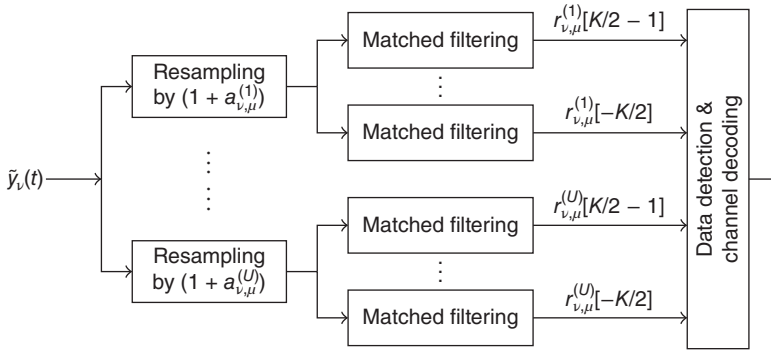 Matched filtering
r_{ν,μ}^{(1)}[K/2 − 1]
Resampling
by (1 + a_{ν,μ}^{(1)})
⋮
Matched filtering
r_{ν,μ}^{(1)}[−K/2]
ỹ_ν(t)
⋮
⋮
Data detection &
channel decoding
Matched filtering
r_{ν,μ}^{(U)}[K/2 − 1]
Resampling
by (1 + a_{ν,μ}^{(U)})
⋮
Matched filtering
r_{ν,μ}^{(U)}[−K/2]